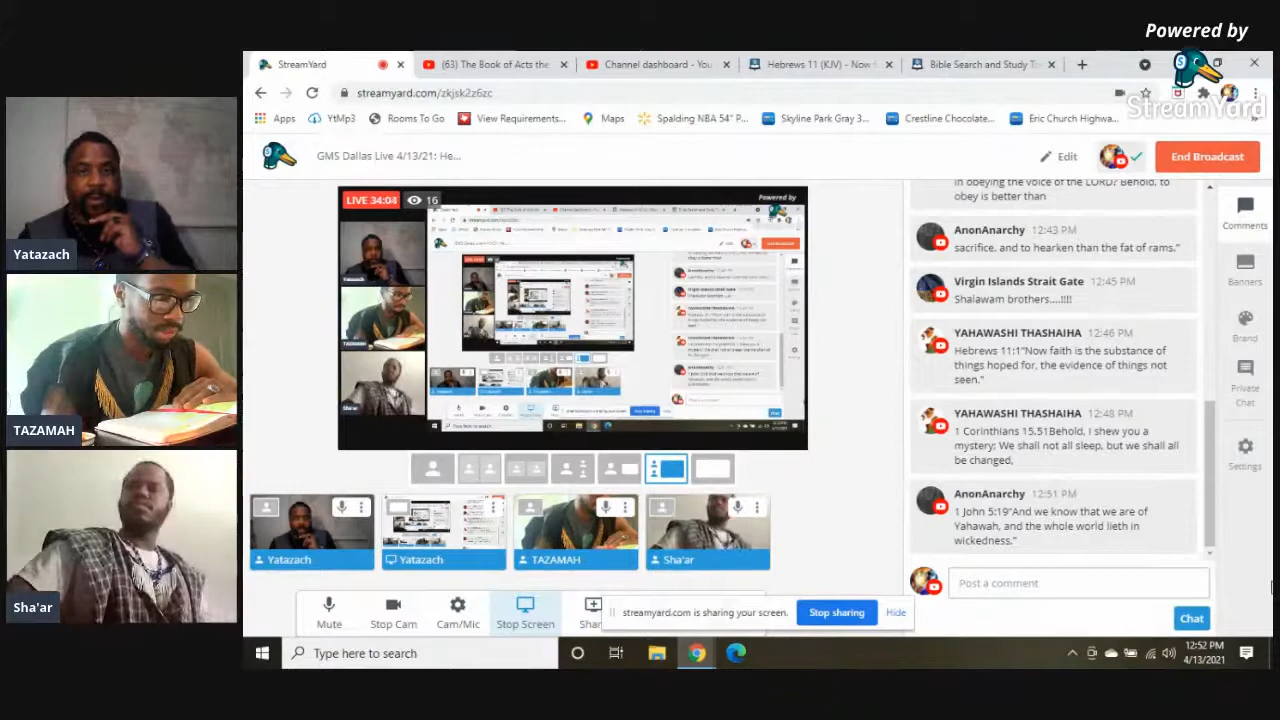 Powered by
StreamYard
StreamYard
(63) The Book of Acts the
Channel dashboard - You
Hebrews 11 (KJV) - Now f
Bible Search and Study To
streamyard.com/zkjsk2z6zc
Apps
YtMp3
Rooms To Go
View Requirements...
Maps
Spalding NBA 54" P...
Skyline Park Gray 3...
Crestline Chocolate...
Eric Church Highwa...
GMS Dallas Live 4/13/21: He...
Edit
End Broadcast
Yatazach
TAZAMAH
Sha'ar
LIVE 34:04
16
Powered by
in obeying the voice of the LORD? Behold, to
obey is better than
AnonAnarchy 12:43 PM
sacrifice, and to hearken than the fat of rams."
Virgin Islands Strait Gate 12:45 PM
Shalawam brothers....!!!!
YAHAWASHI THASHAIHA 12:46 PM
Hebrews 11:1"Now faith is the substance of
things hoped for, the evidence of things not
seen."
YAHAWASHI THASHAIHA 12:48 PM
1 Corinthians 15.51Behold, I shew you a
mystery; We shall not all sleep, but we shall all
be changed,
AnonAnarchy 12:51 PM
1 John 5:19"And we know that we are of
Yahawah, and the whole world lieth in
wickedness."
Post a comment
Chat
Comments
Banners
Brand
Private
Chat
Settings
Yatazach
Yatazach
TAZAMAH
Sha'ar
Mute
Stop Cam
Cam/Mic
Stop Screen
Shar
streamyard.com is sharing your screen.
Stop sharing
Hide
Type here to search
12:52 PM
4/13/2021